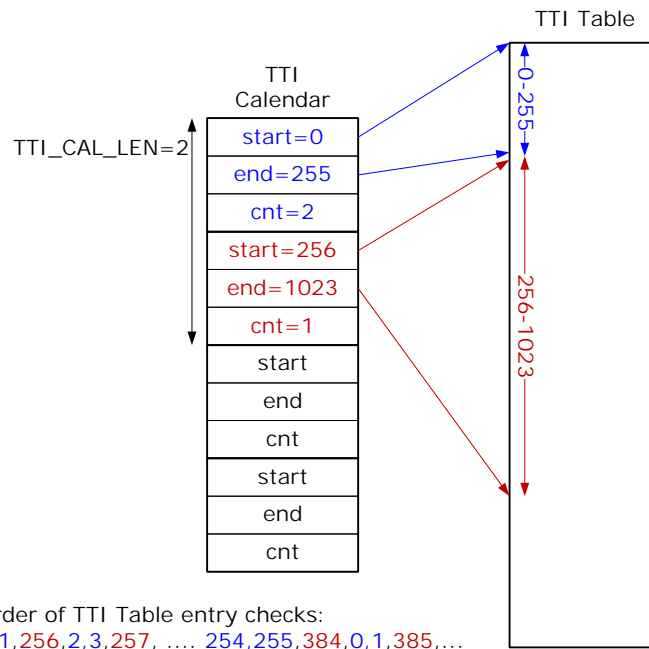 TTI Table
TTI
Calendar
TTI_CAL_LEN=2
start=0
end=255
cnt=2
start=256
end=1023
cnt=1
start
end
cnt
start
end
cnt
0-255
256-1023
rder of TTI Table entry checks:
1,256,2,3,257, .... 254,255,384,0,1,385,...